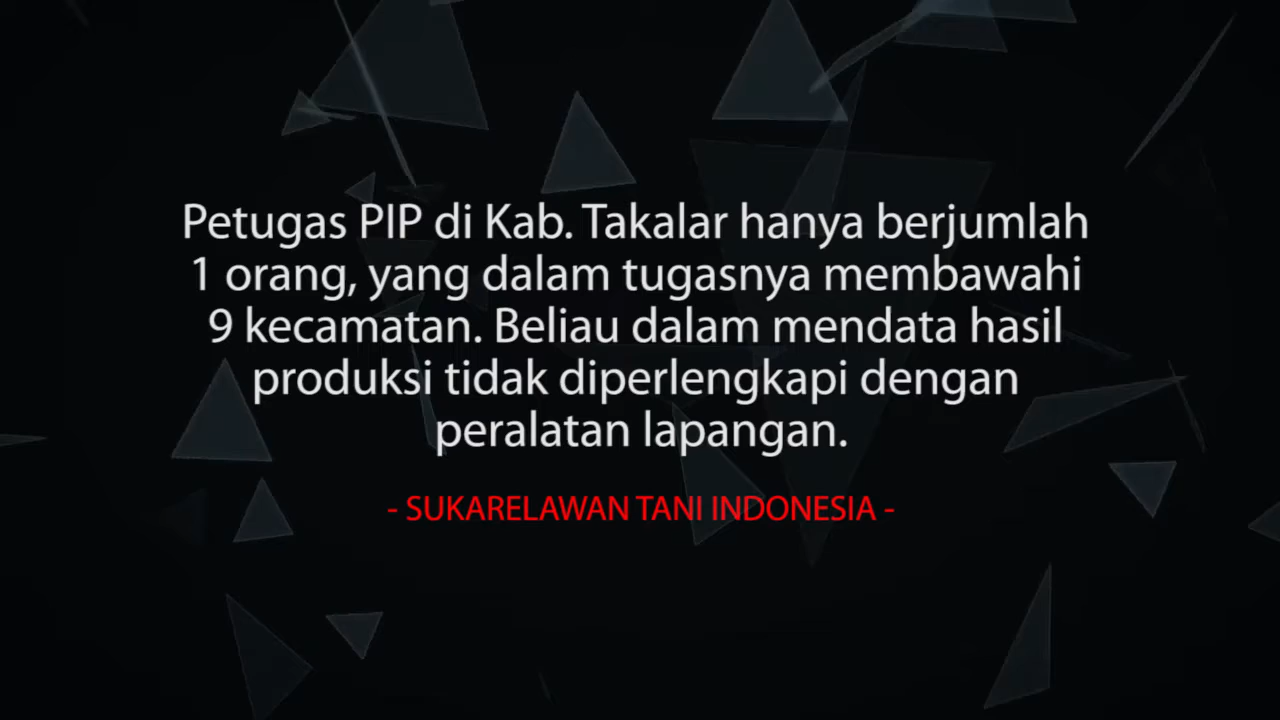 Petugas PIP di Kab. Takalar hanya berjumlah
1 orang, yang dalam tugasnya membawahi
9 kecamatan. Beliau dalam mendata hasil
produksi tidak diperlengkapi dengan
peralatan lapangan.
- SUKARELAWAN TANI INDONESIA -